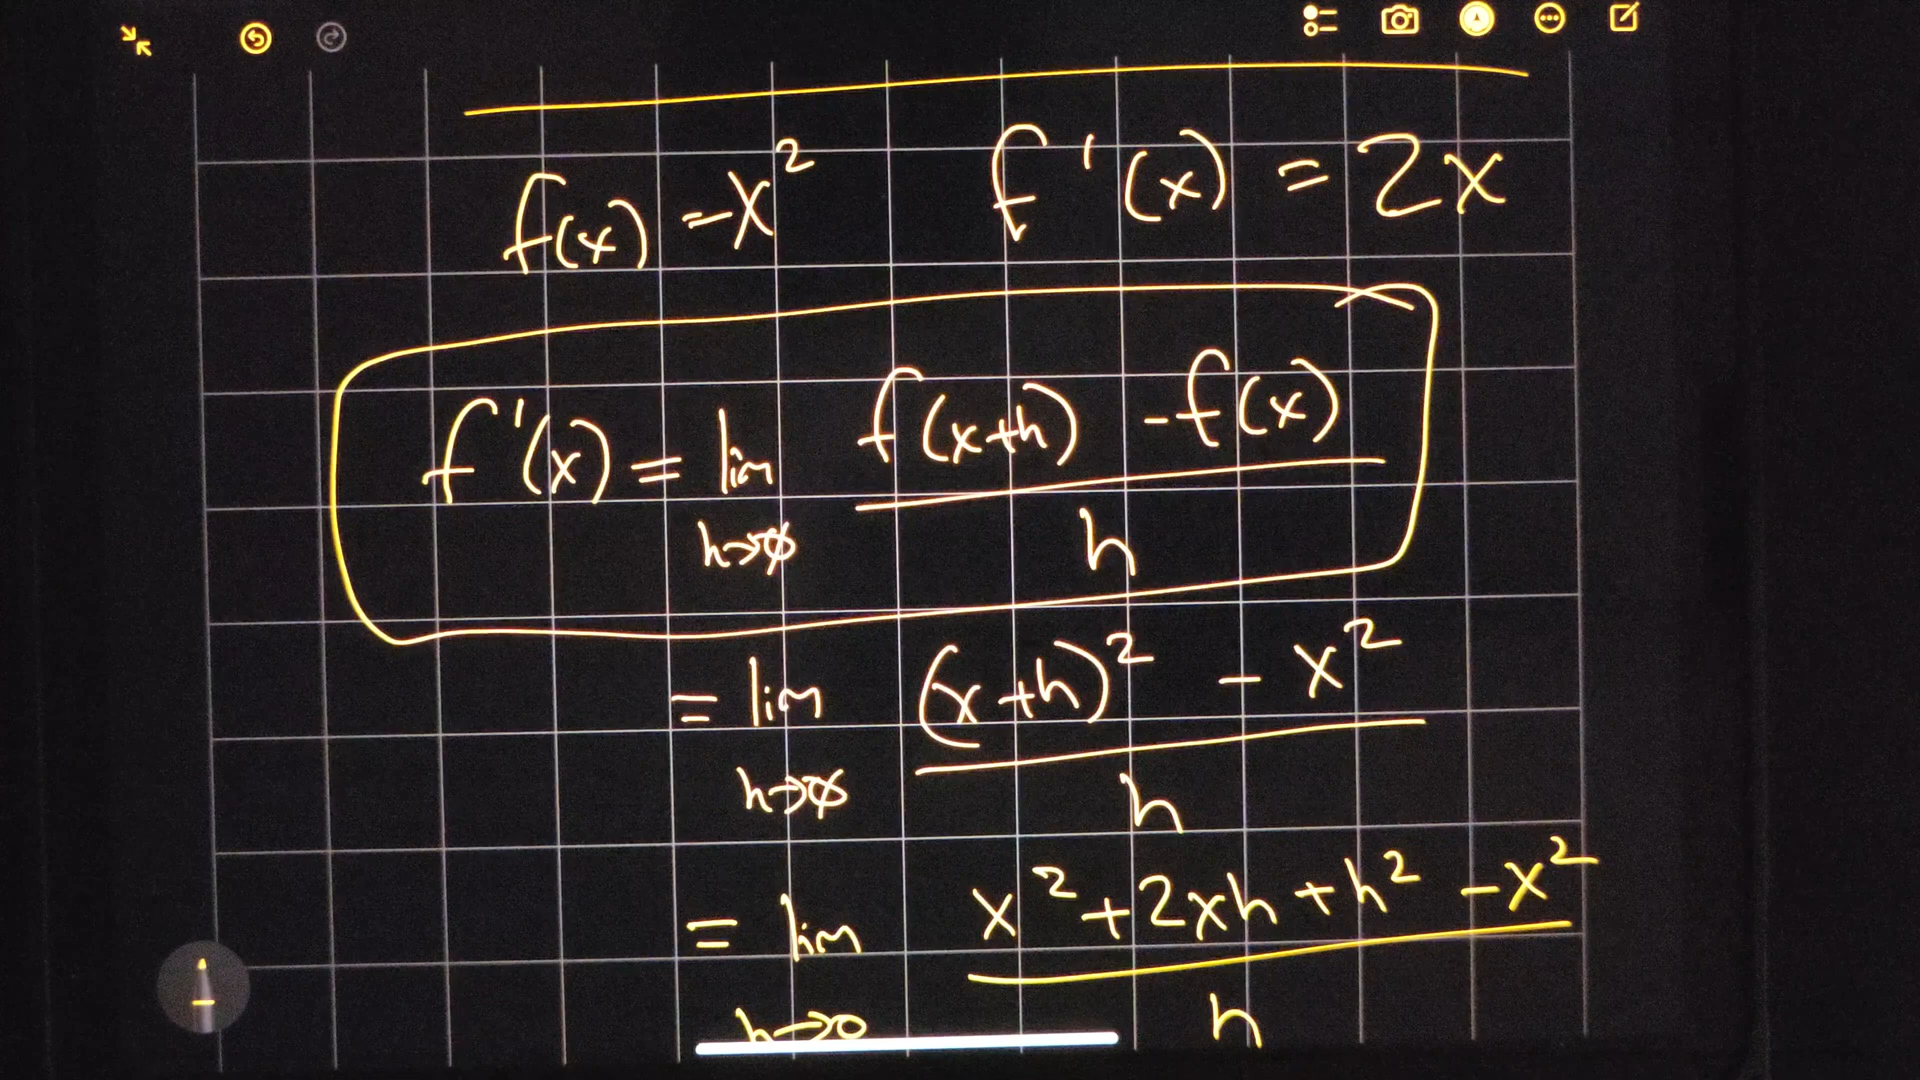 f(x) = x² f'(x) = 2x
f'(x) = lim h→0 f(x+h) - f(x) / h
= lim h→0 (x+h)² - x² / h
= lim h→0 x² + 2xh + h² - x² / h